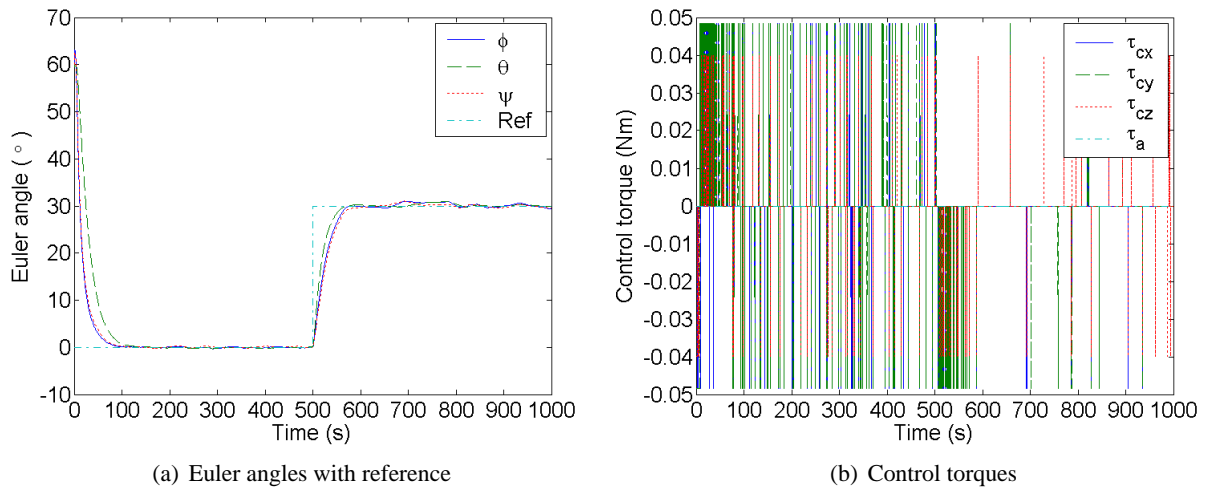 70
60
50
40
30
20
10
0
-10
Euler angle (°)
0 100 200 300 400 500 600 700 800 900 1000
Time (s)
ϕ
θ
ψ
Ref
(a) Euler angles with reference
0.05
0.04
0.03
0.02
0.01
0
-0.01
-0.02
-0.03
-0.04
-0.05
Control torque (Nm)
0 100 200 300 400 500 600 700 800 900 1000
Time (s)
τcx
τcy
τcz
τa
(b) Control torques